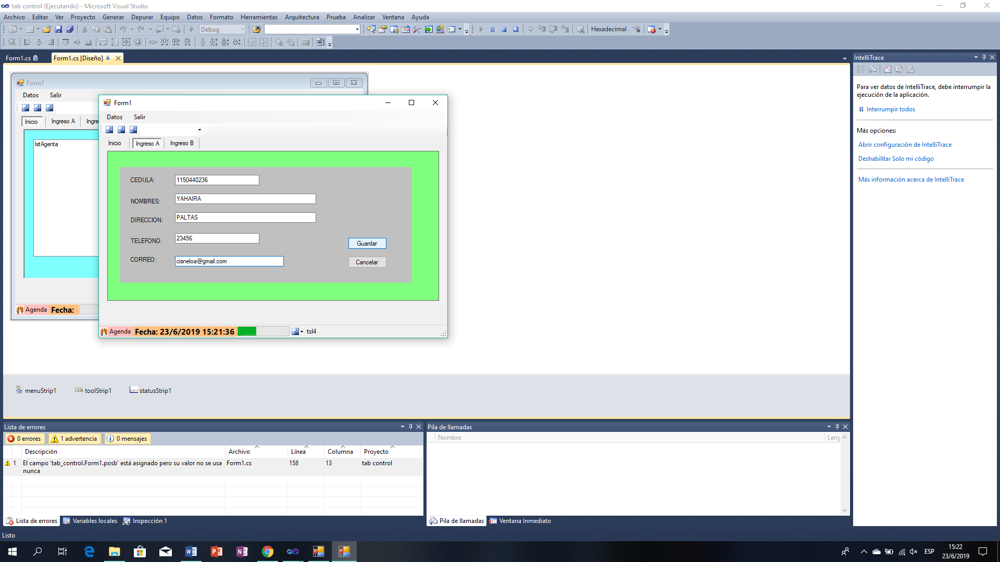 tab control (Ejecutando) - Microsoft Visual Studio
Archivo Editar Ver Proyecto Generar Depurar Equipo Datos Formato Herramientas Arquitectura Prueba Analizar Ventana Ayuda
Debug
Hexadecimal
Form1.cs
Form1.cs [Diseño]
Form1
Datos Salir
Inicio Ingreso A Ingre
lstAgenta
Agenda Fecha:
Form1
Datos Salir
Inicio Ingreso A Ingreso B
CEDULA: 1150440236
NOMBRES: YAHAIRA
DIRECCION: PALTAS
TELEFONO: 23456
Guardar
CORREO: cisneloa@gmail.com
Cancelar
Agenda Fecha: 23/6/2019 15:21:36 tsl4
menuStrip1 toolStrip1 statusStrip1
IntelliTrace
Para ver datos de IntelliTrace, debe interrumpir la
ejecución de la aplicación.
Interrumpir todos
Más opciones:
Abrir configuración de IntelliTrace
Deshabilitar Solo mi código
Más información acerca de IntelliTrace
Lista de errores
0 errores 1 advertencia 0 mensajes
Descripción Archivo Línea Columna Proyecto
1 El campo 'tab_control.Form1.posb' está asignado pero su valor no se usa Form1.cs 158 13 tab control
nunca
Lista de errores Variables locales Inspección 1
Pila de llamadas
Nombre Leng
Pila de llamadas Ventana Inmediato
Listo
ESP
15:22
23/6/2019